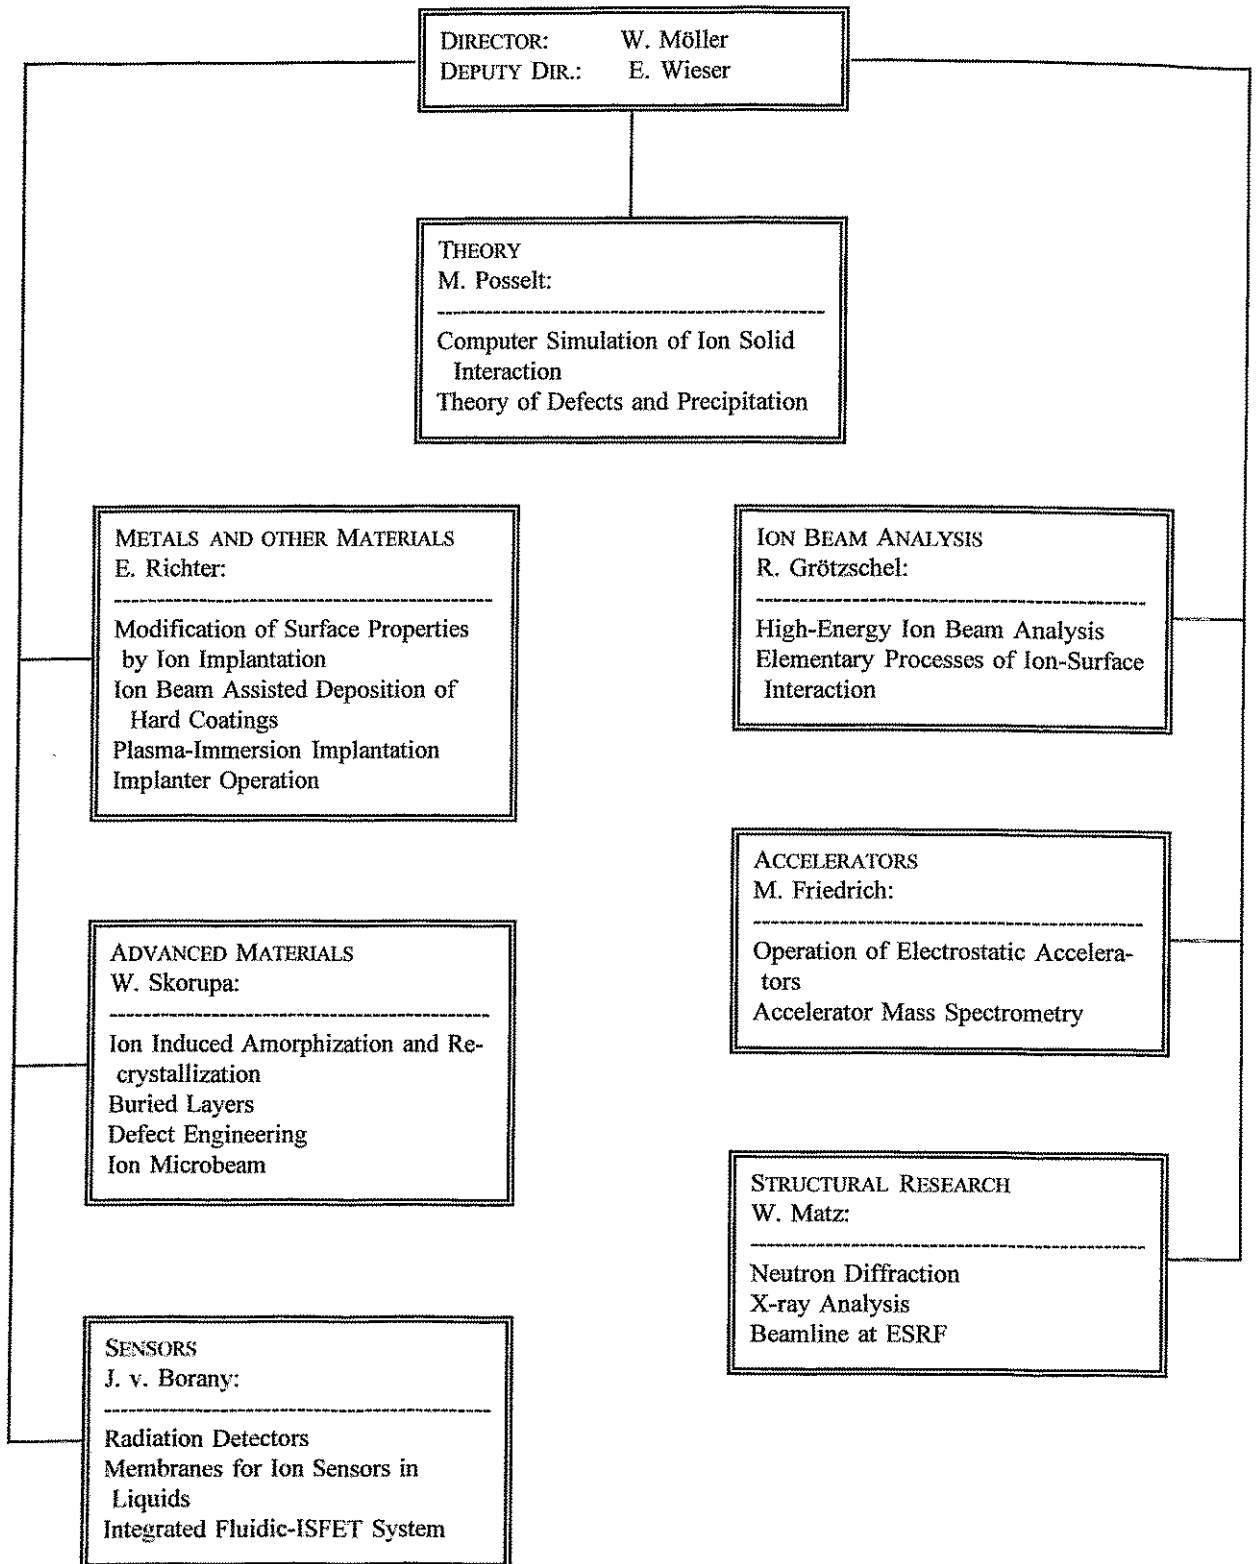 DIRECTOR: W. Möller
DEPUTY DIR.: E. Wieser
THEORY
M. Posselt:
Computer Simulation of Ion Solid
Interaction
Theory of Defects and Precipitation
METALS AND OTHER MATERIALS
E. Richter:
Modification of Surface Properties
by Ion Implantation
Ion Beam Assisted Deposition of
Hard Coatings
Plasma-Immersion Implantation
Implanter Operation
ADVANCED MATERIALS
W. Skorupa:
Ion Induced Amorphization and Re-
crystallization
Buried Layers
Defect Engineering
Ion Microbeam
SENSORS
J. v. Borany:
Radiation Detectors
Membranes for Ion Sensors in
Liquids
Integrated Fluidic-ISFET System
ION BEAM ANALYSIS
R. Grötzschel:
High-Energy Ion Beam Analysis
Elementary Processes of Ion-Surface
Interaction
ACCELERATORS
M. Friedrich:
Operation of Electrostatic Accelera-
tors
Accelerator Mass Spectrometry
STRUCTURAL RESEARCH
W. Matz:
Neutron Diffraction
X-ray Analysis
Beamline at ESRF